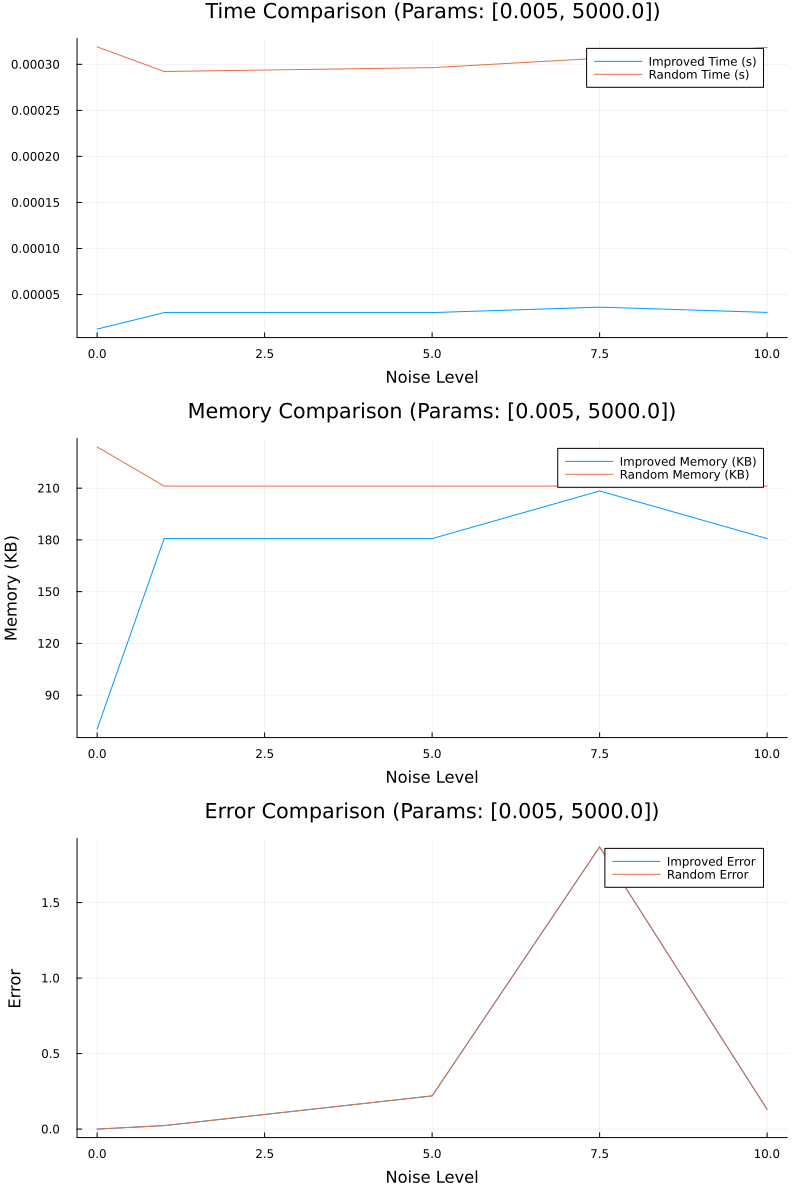 Time Comparison (Params: [0.005, 5000.0])
0.00030
0.00025
0.00020
0.00015
0.00010
0.00005
Improved Time (s)
Random Time (s)
0.0 2.5 5.0 7.5 10.0
Noise Level
Memory Comparison (Params: [0.005, 5000.0])
Memory (KB)
210
180
150
120
90
Improved Memory (KB)
Random Memory (KB)
0.0 2.5 5.0 7.5 10.0
Noise Level
Error Comparison (Params: [0.005, 5000.0])
Error
1.5
1.0
0.5
0.0
Improved Error
Random Error
0.0 2.5 5.0 7.5 10.0
Noise Level